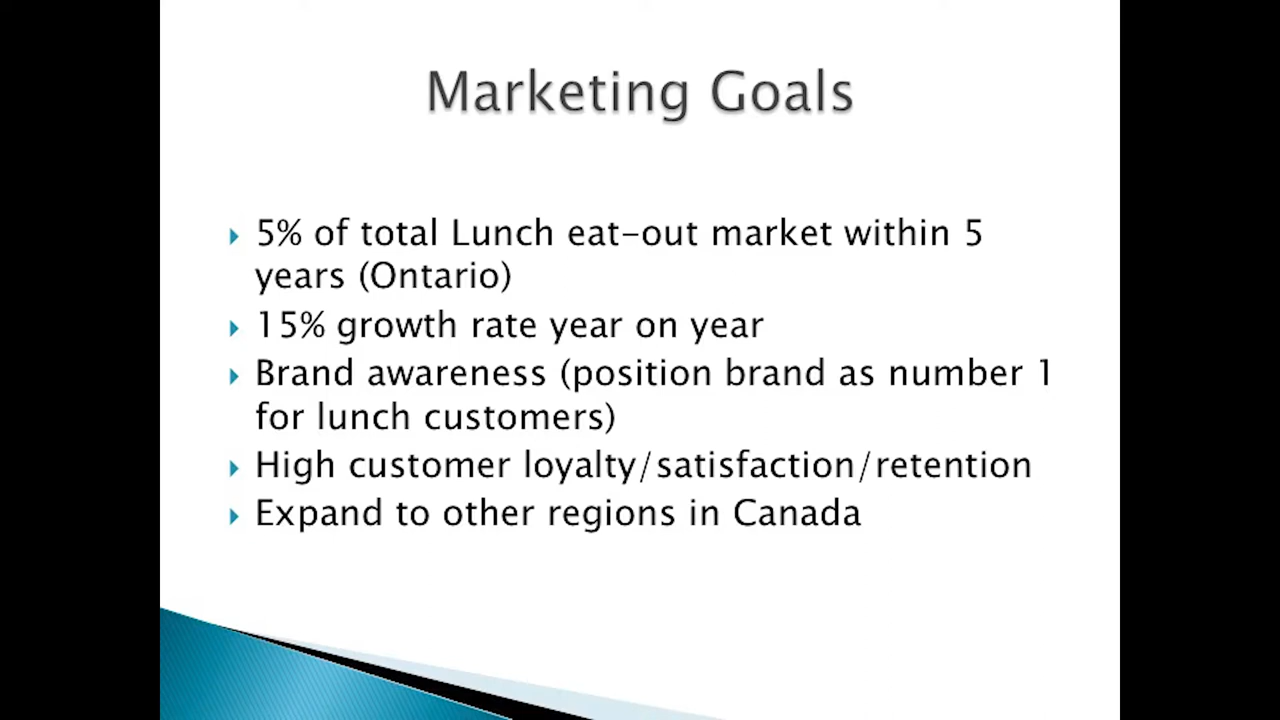 Marketing Goals
5% of total Lunch eat-out market within 5
years (Ontario)
15% growth rate year on year
Brand awareness (position brand as number 1
for lunch customers)
High customer loyalty/satisfaction/retention
Expand to other regions in Canada